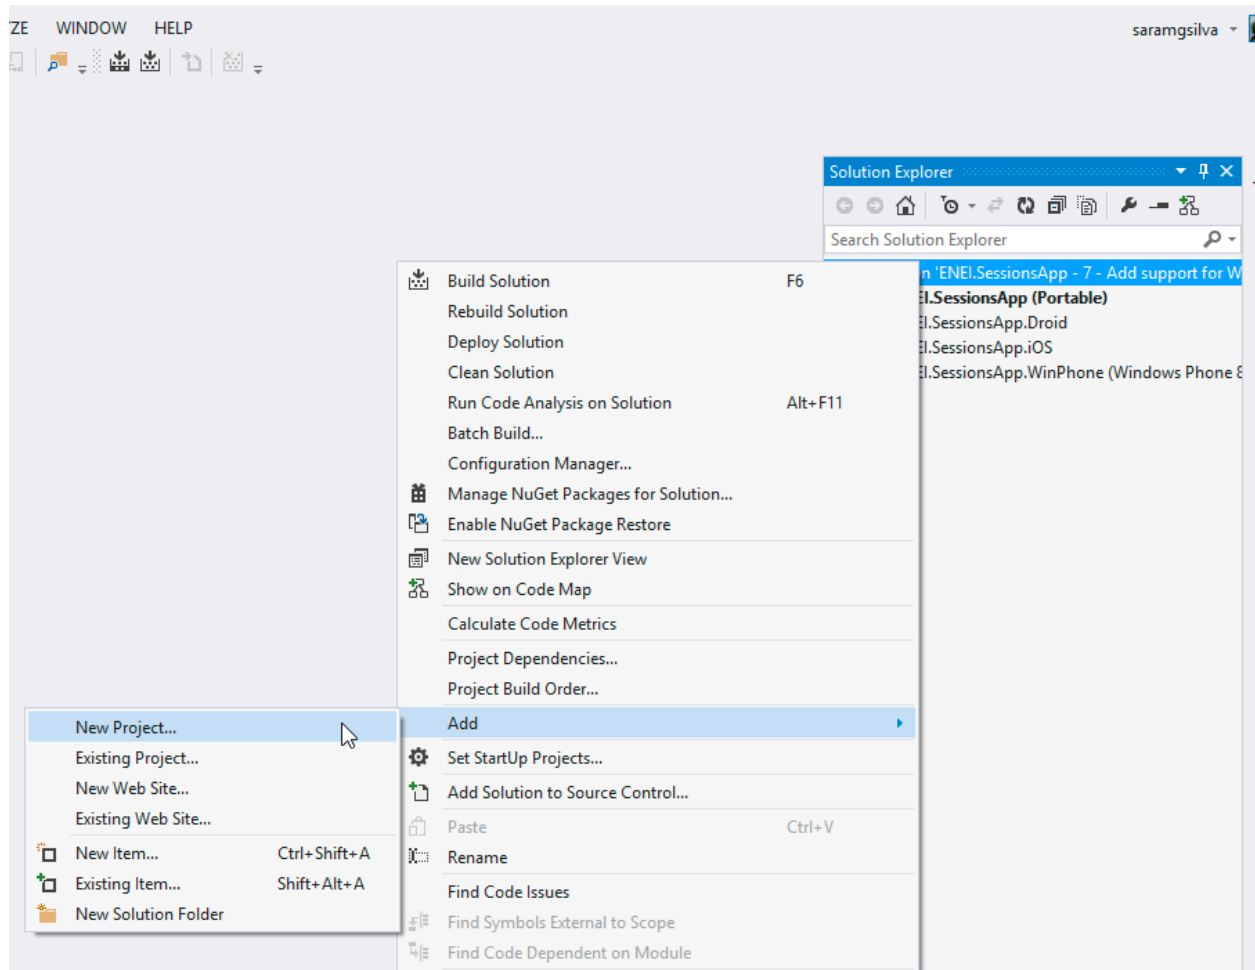 ZE WINDOW HELP
saramgsilva
Solution Explorer
Search Solution Explorer
n 'ENEI.SessionsApp - 7 - Add support for W
EI.SessionsApp (Portable)
EI.SessionsApp.Droid
EI.SessionsApp.iOS
EI.SessionsApp.WinPhone (Windows Phone 8
Build Solution F6
Rebuild Solution
Deploy Solution
Clean Solution
Run Code Analysis on Solution Alt+F11
Batch Build...
Configuration Manager...
Manage NuGet Packages for Solution...
Enable NuGet Package Restore
New Solution Explorer View
Show on Code Map
Calculate Code Metrics
Project Dependencies...
Project Build Order...
Add
Set StartUp Projects...
Add Solution to Source Control...
Paste Ctrl+V
Rename
Find Code Issues
Find Symbols External to Scope
Find Code Dependent on Module
New Project...
Existing Project...
New Web Site...
Existing Web Site...
New Item... Ctrl+Shift+A
Existing Item... Shift+Alt+A
New Solution Folder